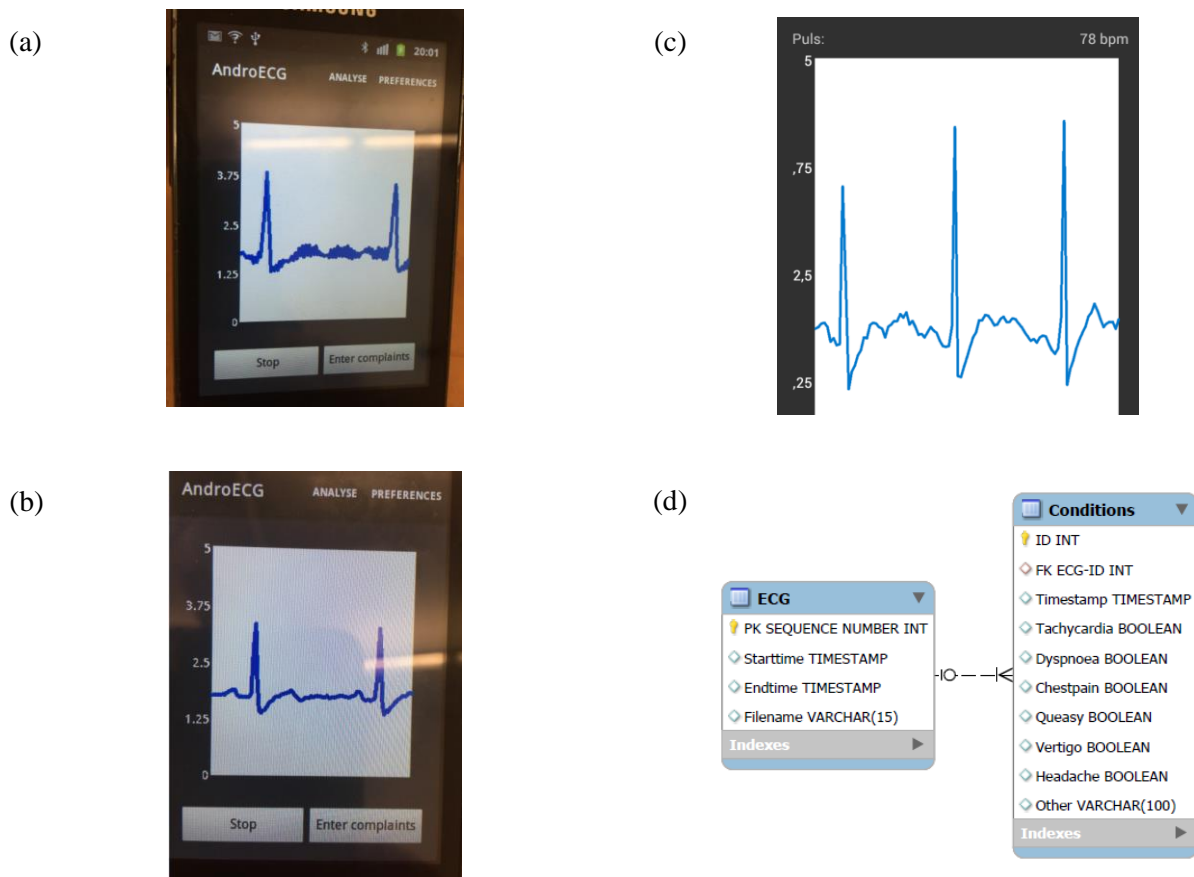 (a)
SAMSUNG
20:01
AndroECG
ANALYSE PREFERENCES
5
3.75
2.5
1.25
0
Stop
Enter complaints
(c)
Puls: 78 bpm
5
,75
2,5
,25
(b)
AndroECG
ANALYSE PREFERENCES
5
3.75
2.5
1.25
0
Stop
Enter complaints
(d)
ECG
PK SEQUENCE NUMBER INT
Starttime TIMESTAMP
Endtime TIMESTAMP
Filename VARCHAR(15)
Indexes
Conditions
ID INT
FK ECG-ID INT
Timestamp TIMESTAMP
Tachycardia BOOLEAN
Dyspnoea BOOLEAN
Chestpain BOOLEAN
Queasy BOOLEAN
Vertigo BOOLEAN
Headache BOOLEAN
Other VARCHAR(100)
Indexes